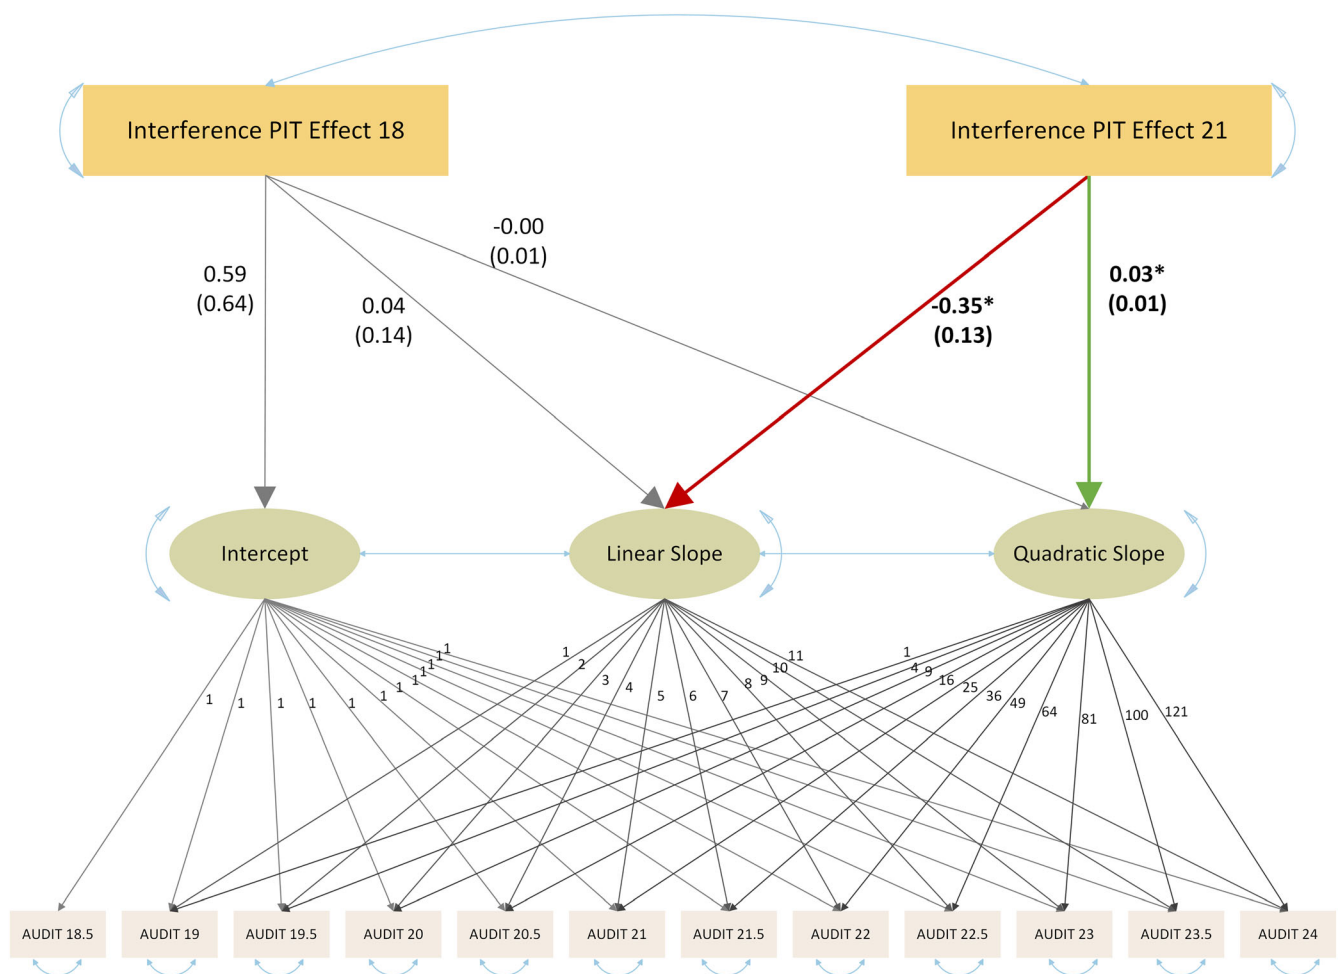 Interference PIT Effect 18
Interference PIT Effect 21
-0.00
(0.01)
0.59
(0.64)
0.04
(0.14)
-0.35*
(0.13)
0.03*
(0.01)
Intercept
Linear Slope
Quadratic Slope
1
1
1
1
1
1
1
1
1
1
1
1
1
2
3
4
5
6
7
8
9
10
11
1
4
9
16
25
36
49
64
81
100
121
AUDIT 18.5
AUDIT 19
AUDIT 19.5
AUDIT 20
AUDIT 20.5
AUDIT 21
AUDIT 21.5
AUDIT 22
AUDIT 22.5
AUDIT 23
AUDIT 23.5
AUDIT 24